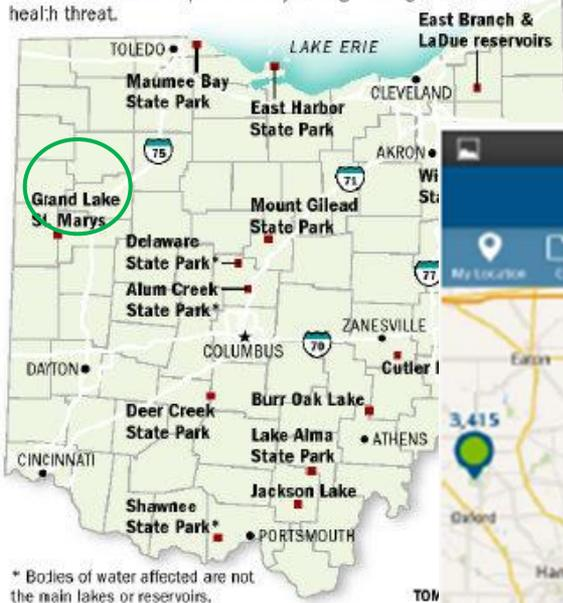 health threat.
East Branch &
LaDue reservoirs
TOLEDO
LAKE ERIE
Maumee Bay
State Park
East Harbor
State Park
CLEVELAND
75
AKRON
71
Grand Lake
St. Marys
Mount Gilead
State Park
Delaware
State Park*
Alum Creek
State Park*
77
My Location
COLUMBUS
70
ZANESVILLE
Eaton
DAYTON
Cutler
Deer Creek
State Park
Burr Oak Lake
3,415
Lake Alma
State Park
ATHENS
CINCINNATI
Jackson Lake
Oxford
Shawnee
State Park*
PORTSMOUTH
* Bodies of water affected are not
the main lakes or reservoirs.